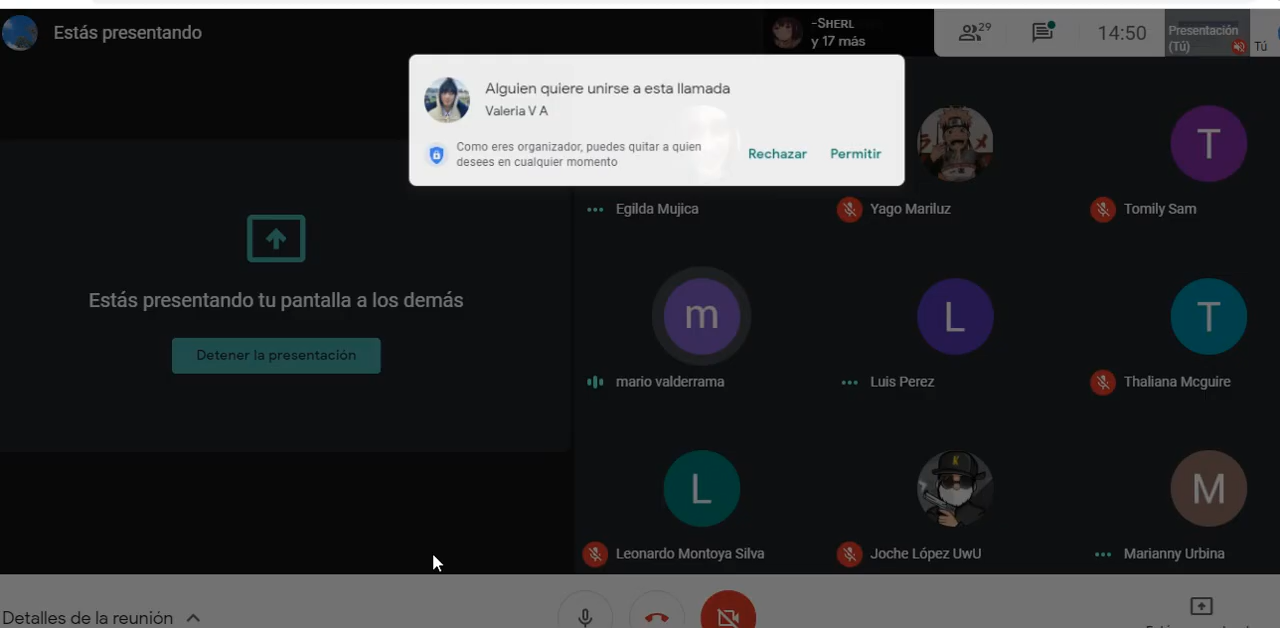 Estás presentando
-SHERL
y 17 más
29
14:50
Presentación
(Tú)
Tú
Alguien quiere unirse a esta llamada
Valeria V A
Como eres organizador, puedes quitar a quien
desees en cualquier momento
Rechazar
Permitir
Estás presentando tu pantalla a los demás
Detener la presentación
T
Egilda Mujica
Yago Mariluz
Tomily Sam
m
L
T
mario valderrama
Luis Perez
Thaliana Mcguire
L
K
M
Leonardo Montoya Silva
Joche López UwU
Marianny Urbina
Detalles de la reunión